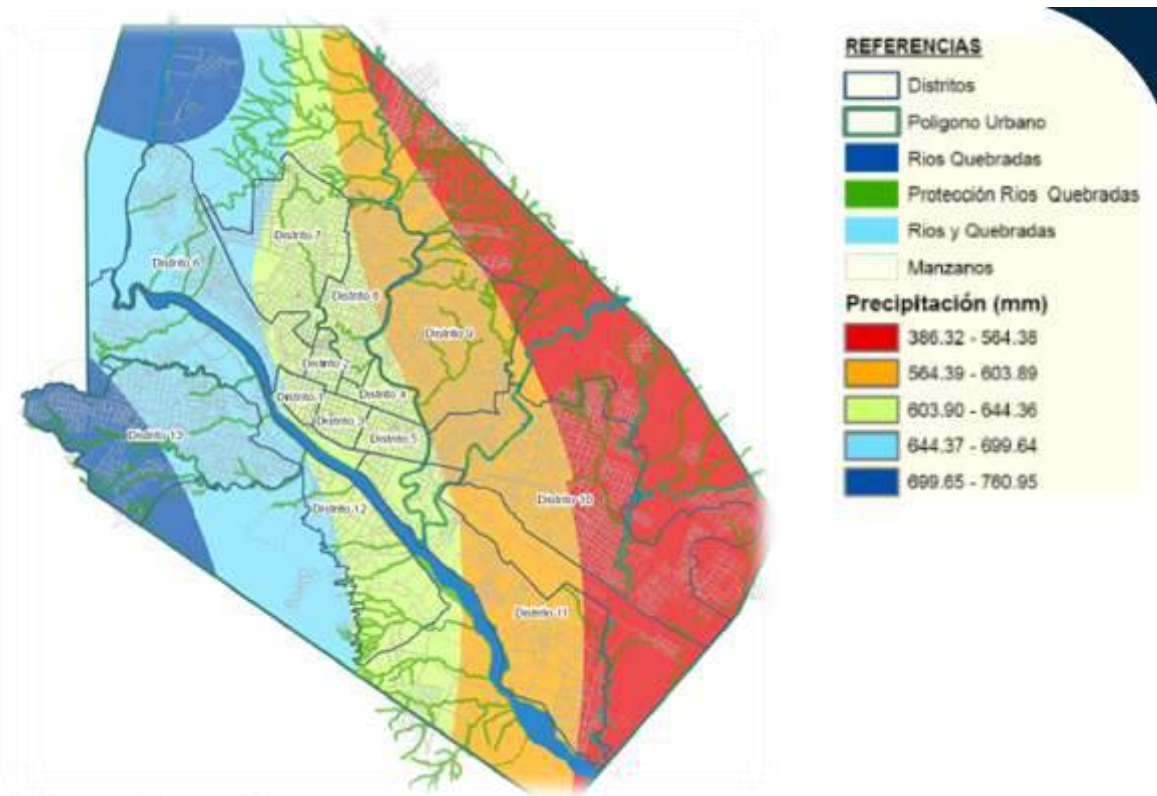 REFERENCIAS
Distritos
Poligono Urbano
Rios Quebradas
Protección Rios Quebradas
Rios y Quebradas
Manzanos
Precipitación (mm)
386.32 - 564.38
564.39 - 603.89
603.90 - 644.36
644.37 - 699.64
699.65 - 760.95
Distrito 7
Distrito 6
Distrito 8
Distrito 9
Distrito 2
Distrito 1
Distrito 4
Distrito 3
Distrito 5
Distrito 13
Distrito 10
Distrito 12
Distrito 11